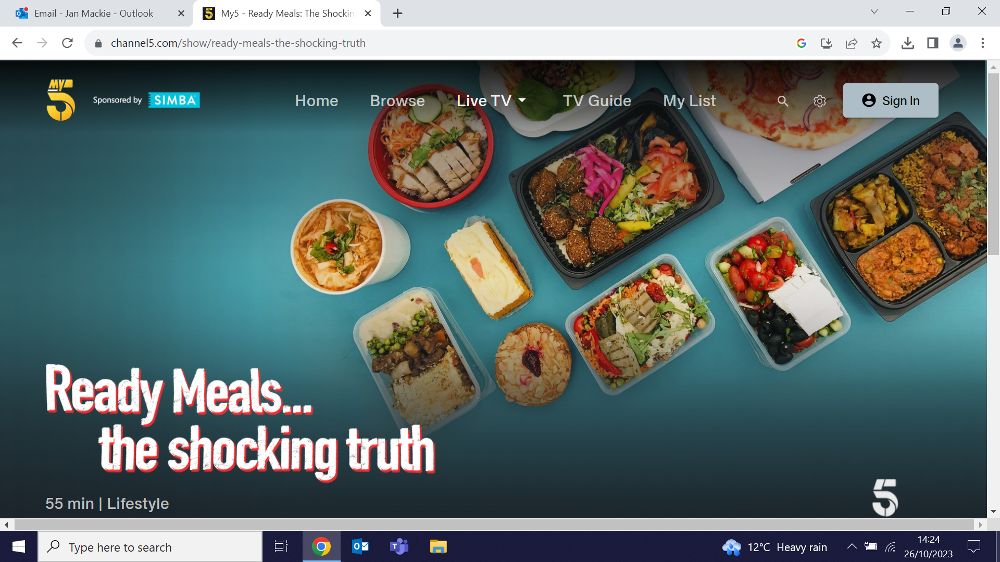 Email - Jan Mackie - Outlook
My5 - Ready Meals: The Shockin
channel5.com/show/ready-meals-the-shocking-truth
MY 5
Sponsored by SIMBA
Home Browse Live TV TV Guide My List Sign In
Ready Meals...
the shocking truth
5
55 min | Lifestyle
Type here to search
12°C Heavy rain
14:24
26/10/2023